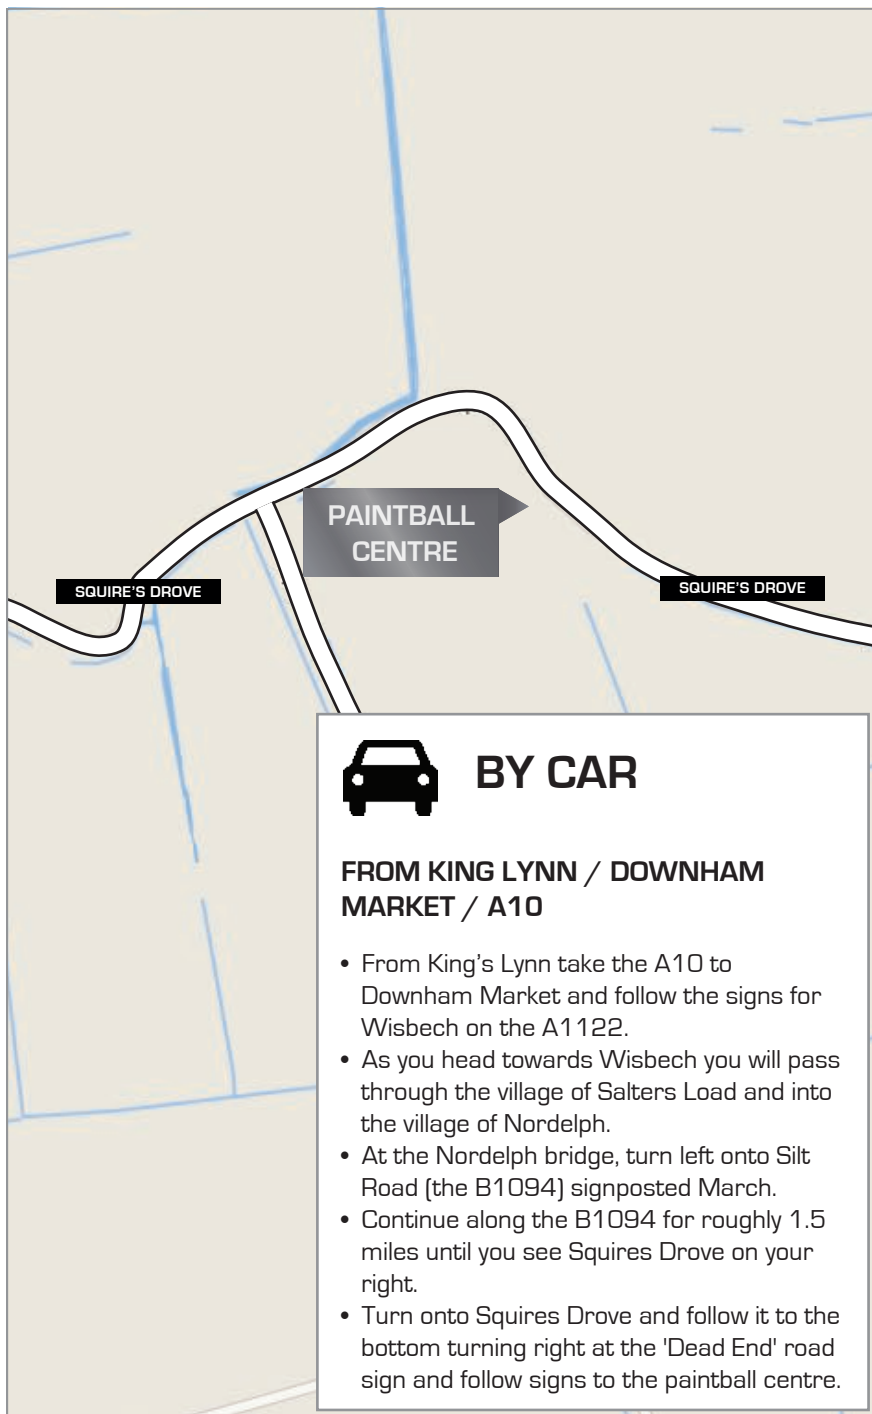 PAINTBALL
CENTRE
SQUIRE'S DROVE
SQUIRE'S DROVE
BY CAR
FROM KING LYNN / DOWNHAM
MARKET / A10
• From King's Lynn take the A10 to
Downham Market and follow the signs for
Wisbech on the A1122.
• As you head towards Wisbech you will pass
through the village of Salters Load and into
the village of Nordelph.
• At the Nordelph bridge, turn left onto Silt
Road (the B1094) signposted March.
• Continue along the B1094 for roughly 1.5
miles until you see Squires Drove on your
right.
• Turn onto Squires Drove and follow it to the
bottom turning right at the 'Dead End' road
sign and follow signs to the paintball centre.